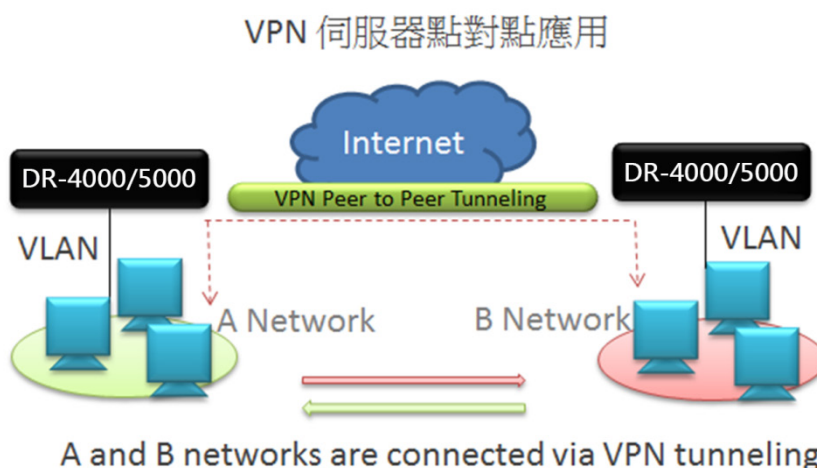 VPN 伺服器點對點應用
Internet
DR-4000/5000
DR-4000/5000
VPN Peer to Peer Tunneling
VLAN
VLAN
A Network
B Network
A and B networks are connected via VPN tunneling